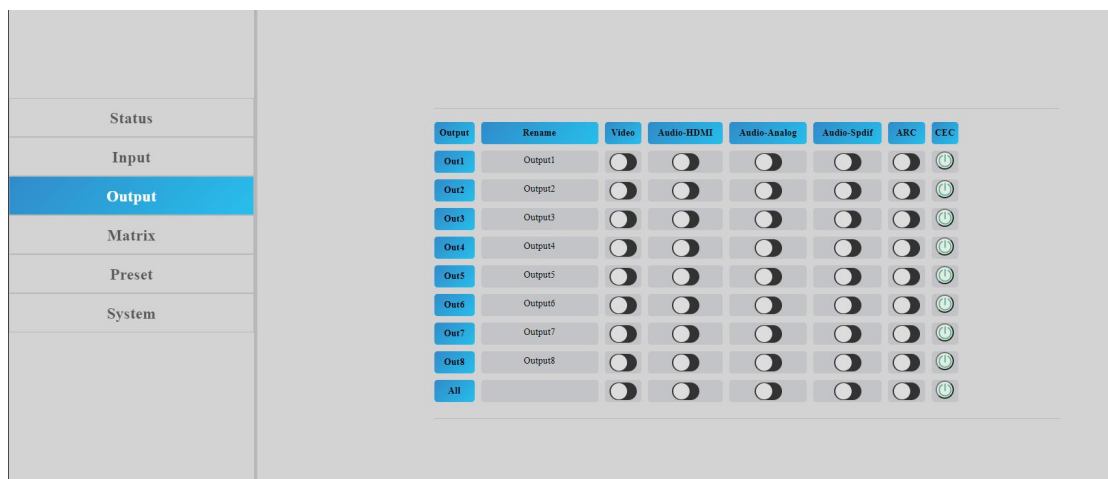 Status
Input
Output
Matrix
Preset
System
Output Rename Video Audio-HDMI Audio-Analog Audio-Spdif ARC CEC
Out1 Output1
Out2 Output2
Out3 Output3
Out4 Output4
Out5 Output5
Out6 Output6
Out7 Output7
Out8 Output8
All